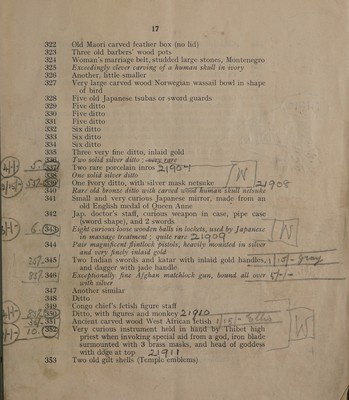 17
322 Old Maori carved feather box (no lid)
323 Three old barbers' wood pots
324 Woman's marriage belt, studded large stones, Montenegro
325 Exceedingly clever carving of a human skull in ivory
326 Another, little smaller
327 Very large carved wood Norwegian wassail bowl in shape
of bird
328 Five old Japanese tsubas or sword guards
329 Five ditto
330 Five ditto
331 Five ditto
332 Six ditto
333 Six ditto
334 Six ditto
335 Three very fine ditto, inlaid gold
336 Two solid silver ditto ; very rare
337 Two rare porcelain inros 21907
338 One solid silver ditto
339 One ivory ditto, with silver mask netsuke 21908
340 Rare old bronze ditto with carved wood human skull netsuke
341 Small and very curious Japanese mirror, made from an
old English medal of Queen Anne
342 Jap. doctor's staff, curious weapon in case, pipe case
(sword shape), and 2 swords
343 Eight curious loose wooden balls in lockets, used by Japanese
in massage treatment ; quite rare 21909
344 Pair magnificent flintlock pistols, heavily mounted in silver
and very finely inlaid gold
345 Two Indian swords and katar with inlaid gold handles,
and dagger with jade handle
346 Exceptionally fine Afghan matchlock gun, bound all over
with silver
347 Another similar
348 Ditto
349 Congo chief's fetish figure staff
350 Ditto, with figures and monkey 21910
351 Ancient carved wood West African fetish
352 Very curious instrument held in hand by Thibet high
priest when invoking special aid from a god, iron blade
surmounted with 3 brass masks, and head of goddess
with doge at top 21911
353 Two old gilt shells (Temple emblems)